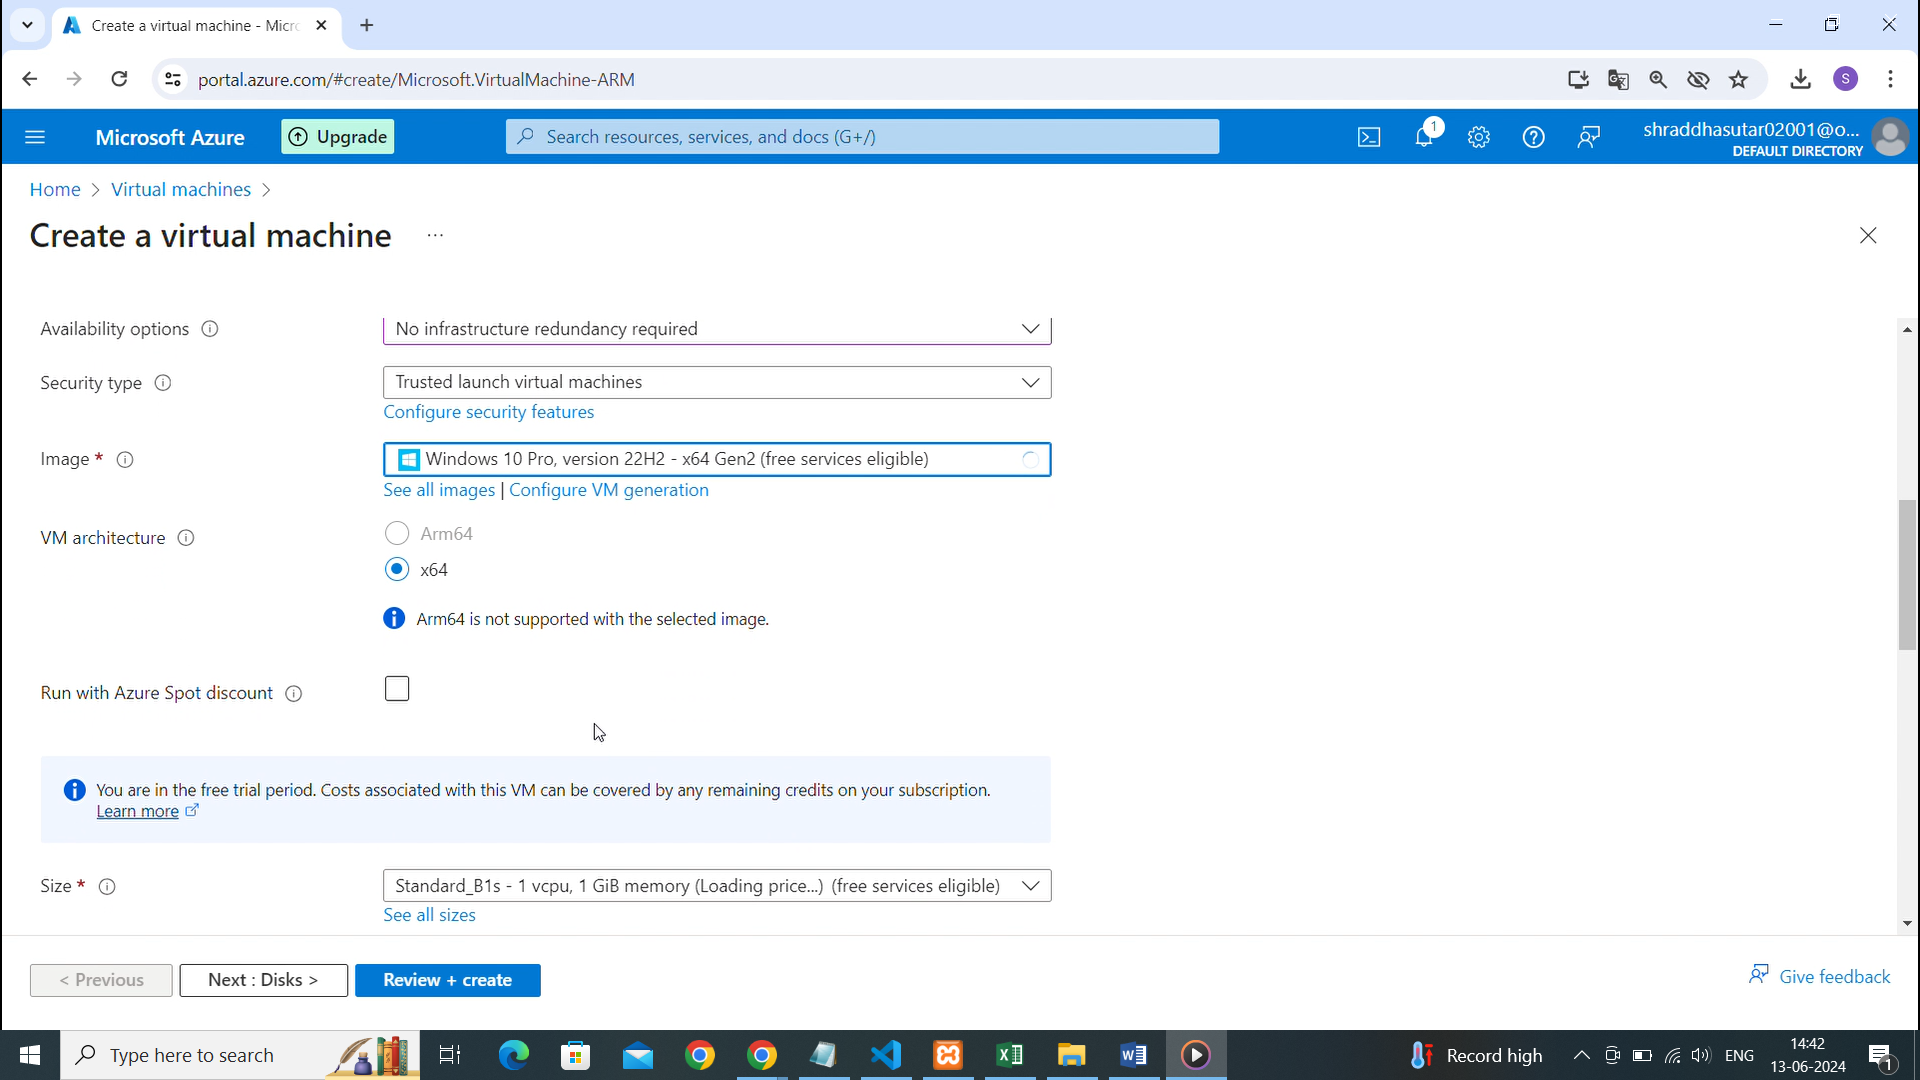 Create a virtual machine - Micr
portal.azure.com/#create/Microsoft.VirtualMachine-ARM
S
Microsoft Azure
Upgrade
Search resources, services, and docs (G+/)
1
shraddhasutar02001@o...
DEFAULT DIRECTORY
Home > Virtual machines >
Create a virtual machine ...
Availability options
No infrastructure redundancy required
Security type
Trusted launch virtual machines
Configure security features
Image *
Windows 10 Pro, version 22H2 - x64 Gen2 (free services eligible)
See all images | Configure VM generation
VM architecture
Arm64
x64
Arm64 is not supported with the selected image.
Run with Azure Spot discount
You are in the free trial period. Costs associated with this VM can be covered by any remaining credits on your subscription.
Learn more
Size *
Standard_B1s - 1 vcpu, 1 GiB memory (Loading price...) (free services eligible)
See all sizes
< Previous
Next : Disks >
Review + create
Give feedback
Type here to search
Record high
ENG
14:42
13-06-2024
1